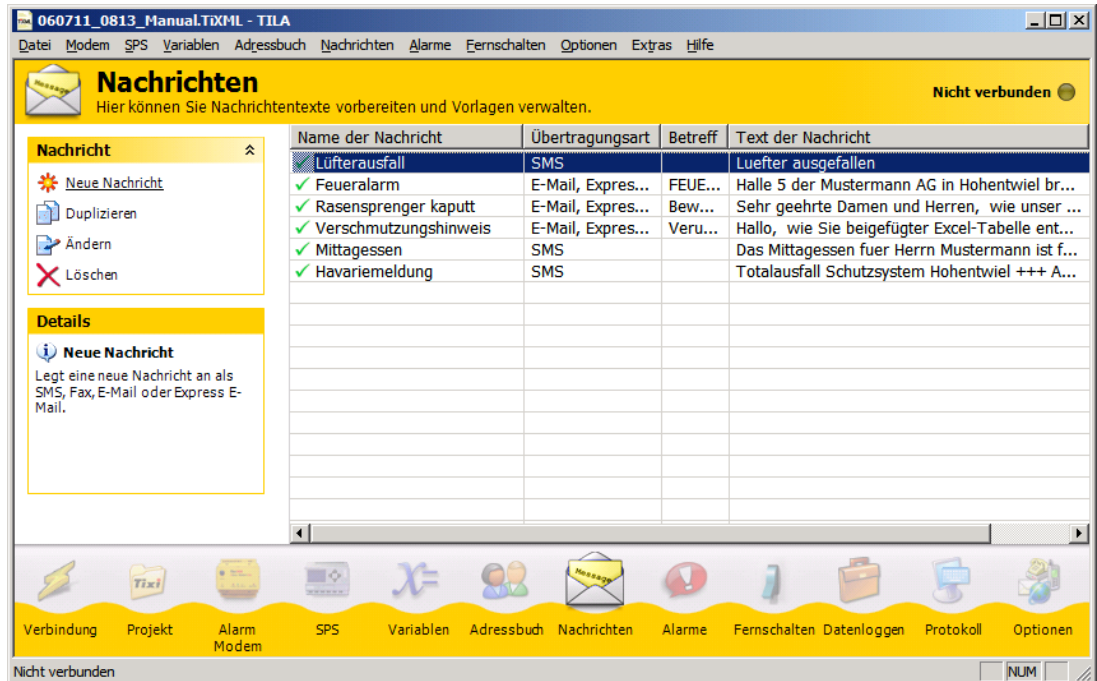 060711_0813_Manual.TiXML - TILA
Datei Modem SPS Variablen Adressbuch Nachrichten Alarme Fernschalten Optionen Extras Hilfe
Message
Nachrichten
Hier können Sie Nachrichtentexte vorbereiten und Vorlagen verwalten.
Nicht verbunden
Nachricht
Neue Nachricht
Duplizieren
Ändern
Löschen
Details
Neue Nachricht
Legt eine neue Nachricht an als
SMS, Fax, E-Mail oder Express E-
Mail.
Name der Nachricht Übertragungsart Betreff Text der Nachricht
Lüfterausfall SMS Luefter ausgefallen
Feueralarm E-Mail, Expres... FEUE... Halle 5 der Mustermann AG in Hohentwiel br...
Rasensprenger kaputt E-Mail, Expres... Bew... Sehr geehrte Damen und Herren, wie unser ...
Verschmutzungshinweis E-Mail, Expres... Veru... Hallo, wie Sie beigefügter Excel-Tabelle ent...
Mittagessen SMS Das Mittagessen fuer Herrn Mustermann ist f...
Havariemeldung SMS Totalausfall Schutzsystem Hohentwiel +++ A...
Tixi
X=
Message
Verbindung Projekt Alarm Modem SPS Variablen Adressbuch Nachrichten Alarme Fernschalten Datenloggen Protokoll Optionen
Nicht verbunden NUM